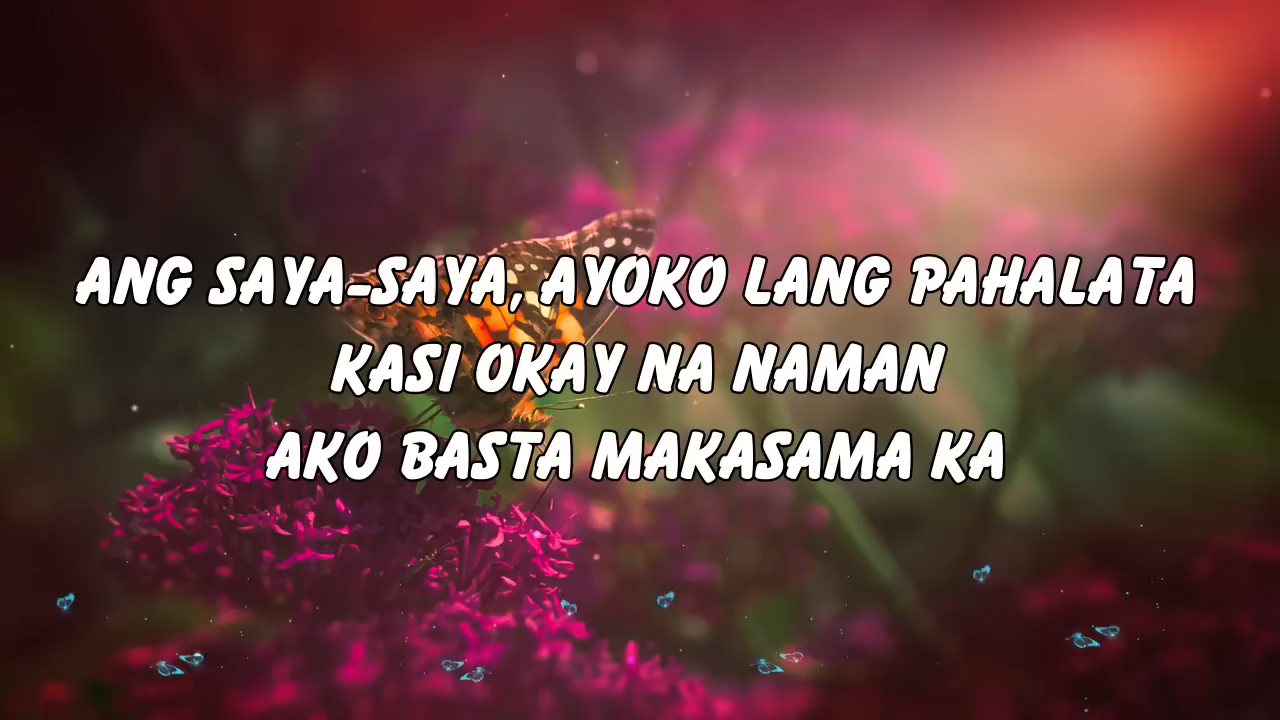 ANG SAYA-SAYA, AYOKO LANG PAHALATA
KASI OKAY NA NAMAN
AKO BASTA MAKASAMA KA